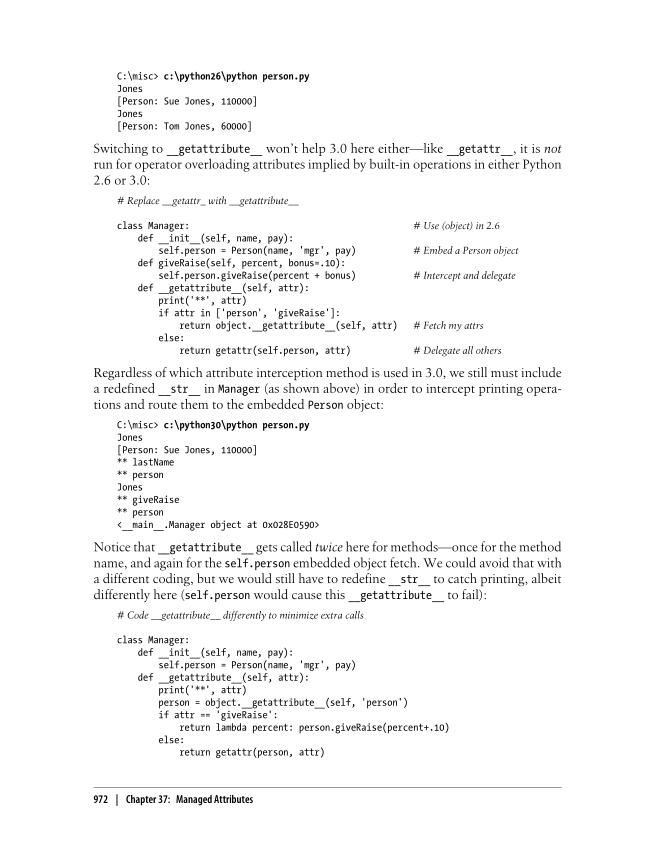 C:\misc> c:\python26\python person.py
Jones
[Person: Sue Jones, 110000]
Jones
[Person: Tom Jones, 60000]
Switching to __getattribute__ won't help 3.0 here either—like __getattr__, it is not
run for operator overloading attributes implied by built-in operations in either Python
2.6 or 3.0:
# Replace __getattr_ with __getattribute__
class Manager: # Use (object) in 2.6
    def __init__(self, name, pay):
        self.person = Person(name, 'mgr', pay) # Embed a Person object
    def giveRaise(self, percent, bonus=.10):
        self.person.giveRaise(percent + bonus) # Intercept and delegate
    def __getattribute__(self, attr):
        print('**', attr)
        if attr in ['person', 'giveRaise']:
            return object.__getattribute__(self, attr) # Fetch my attrs
        else:
            return getattr(self.person, attr) # Delegate all others
Regardless of which attribute interception method is used in 3.0, we still must include
a redefined __str__ in Manager (as shown above) in order to intercept printing opera-
tions and route them to the embedded Person object:
C:\misc> c:\python30\python person.py
Jones
[Person: Sue Jones, 110000]
** lastName
** person
Jones
** giveRaise
** person
<__main__.Manager object at 0x028E0590>
Notice that __getattribute__ gets called twice here for methods—once for the method
name, and again for the self.person embedded object fetch. We could avoid that with
a different coding, but we would still have to redefine __str__ to catch printing, albeit
differently here (self.person would cause this __getattribute__ to fail):
# Code __getattribute__ differently to minimize extra calls
class Manager:
    def __init__(self, name, pay):
        self.person = Person(name, 'mgr', pay)
    def __getattribute__(self, attr):
        print('**', attr)
        person = object.__getattribute__(self, 'person')
        if attr == 'giveRaise':
            return lambda percent: person.giveRaise(percent+.10)
        else:
            return getattr(person, attr)
972 | Chapter 37: Managed Attributes